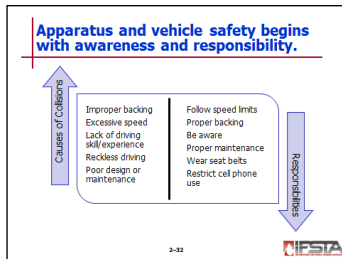 Apparatus and vehicle safety begins
with awareness and responsibility.
Causes of Collisions
Improper backing
Excessive speed
Lack of driving
skill/experience
Reckless driving
Poor design or
maintenance
Follow speed limits
Proper backing
Be aware
Proper maintenance
Wear seat belts
Restrict cell phone
use
Responsibilities
2–32
IFSTA